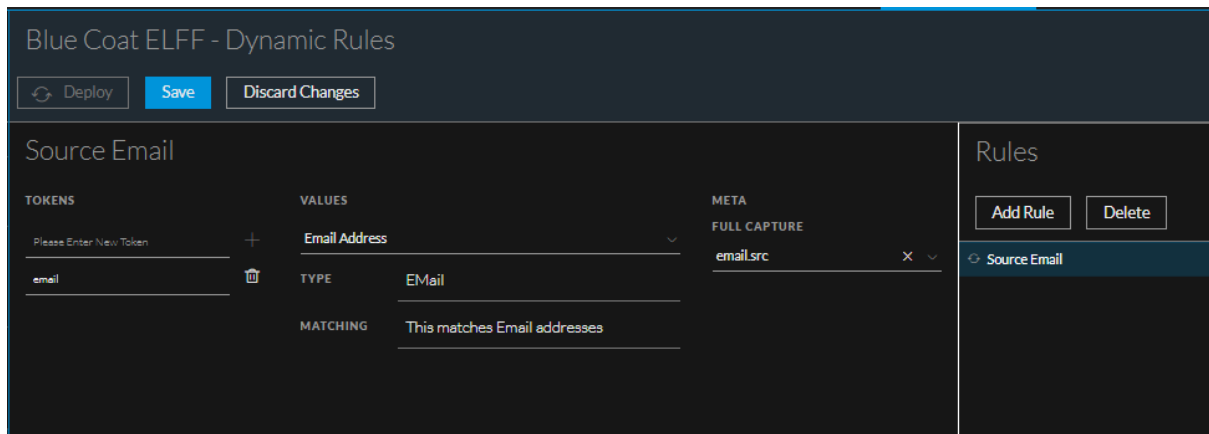 Blue Coat ELFF - Dynamic Rules
Deploy
Save
Discard Changes
Source Email
TOKENS
Please Enter New Token
email
VALUES
Email Address
TYPE
EMail
MATCHING
This matches Email addresses
META
FULL CAPTURE
email.src
Rules
Add Rule
Delete
Source Email